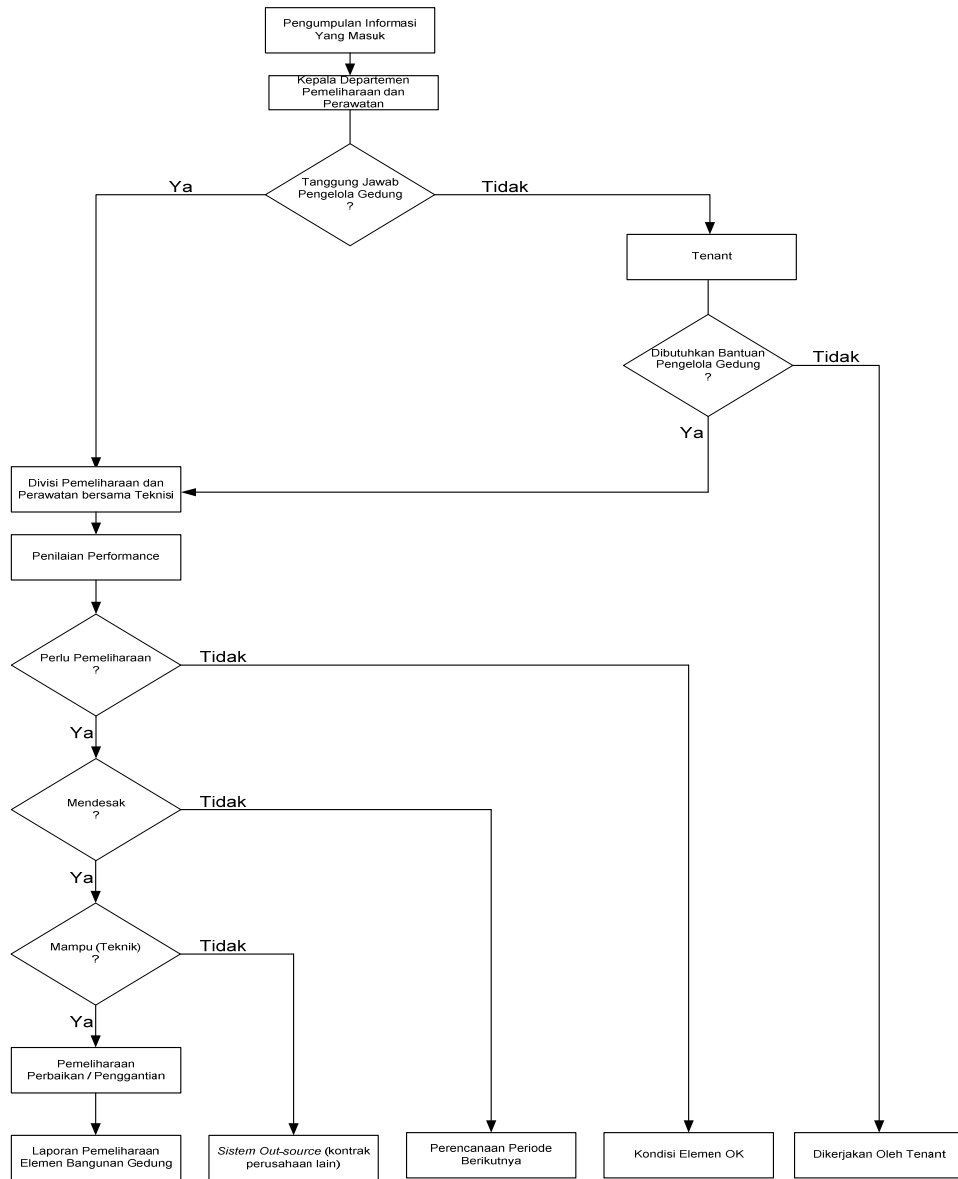 Pengumpulan Informasi
Yang Masuk
Kepala Departemen
Pemeliharaan dan
Perawatan
Tanggung Jawab
Pengelola Gedung
?
Ya
Tidak
Tenant
Dibutuhkan Bantuan
Pengelola Gedung
?
Tidak
Ya
Divisi Pemeliharaan dan
Perawatan bersama Teknisi
Penilaian Performance
Perlu Pemeliharaan
?
Tidak
Ya
Mendesak
?
Tidak
Ya
Mampu (Teknik)
?
Tidak
Ya
Pemeliharaan
Perbaikan / Penggantian
Laporan Pemeliharaan
Elemen Bangunan Gedung
Sistem Out-source (kontrak
perusahaan lain)
Perencanaan Periode
Berikutnya
Kondisi Elemen OK
Dikerjakan Oleh Tenant